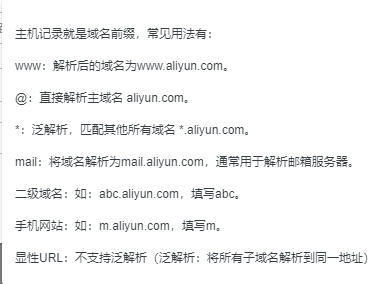 主机记录就是域名前缀，常见用法有：
www：解析后的域名为www.aliyun.com。
@：直接解析主域名 aliyun.com。
*：泛解析，匹配其他所有域名 *.aliyun.com。
mail：将域名解析为mail.aliyun.com，通常用于解析邮箱服务器。
二级域名：如：abc.aliyun.com，填写abc。
手机网站：如：m.aliyun.com，填写m。
显性URL：不支持泛解析（泛解析：将所有子域名解析到同一地址）